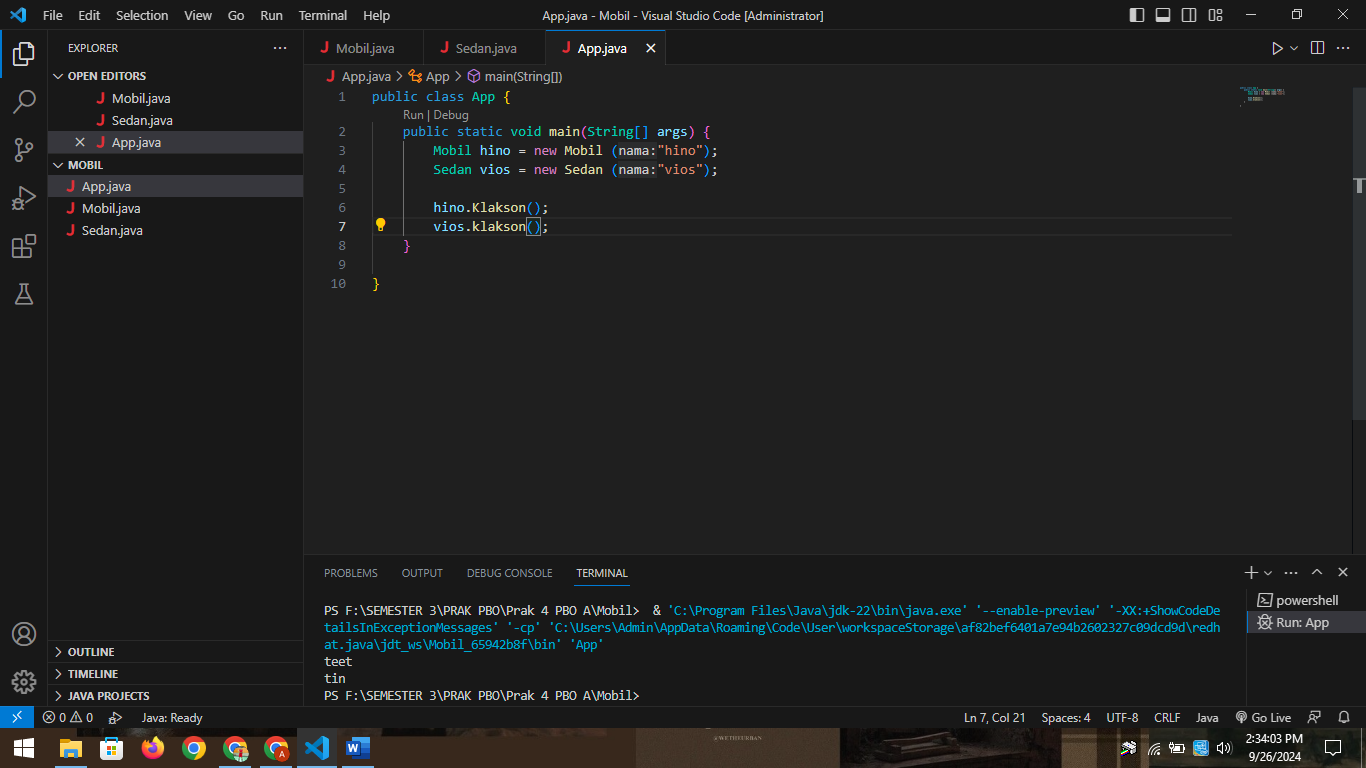 File Edit Selection View Go Run Terminal Help
App.java - Mobil - Visual Studio Code [Administrator]
EXPLORER
OPEN EDITORS
Mobil.java
Sedan.java
App.java
MOBIL
App.java
Mobil.java
Sedan.java
OUTLINE
TIMELINE
JAVA PROJECTS
Mobil.java Sedan.java App.java
App.java > App > main(String[])
1 public class App {
Run | Debug
2 public static void main(String[] args) {
3 Mobil hino = new Mobil (nama:"hino");
4 Sedan vios = new Sedan (nama:"vios");
5
6 hino.Klakson();
7 vios.klakson();
8 }
9
10 }
PROBLEMS OUTPUT DEBUG CONSOLE TERMINAL
PS F:\SEMESTER 3\PRAK PBO\Prak 4 PBO A\Mobil> & 'C:\Program Files\Java\jdk-22\bin\java.exe' '--enable-preview' '-XX:+ShowCodeDe
tailsInExceptionMessages' '-cp' 'C:\Users\Admin\AppData\Roaming\Code\User\workspaceStorage\af82bef6401a7e94b2602327c09dcd9d\redh
at.java\jdt_ws\Mobil_65942b8f\bin' 'App'
teet
tin
PS F:\SEMESTER 3\PRAK PBO\Prak 4 PBO A\Mobil>
powershell
Run: App
0 0 Java: Ready
Ln 7, Col 21 Spaces: 4 UTF-8 CRLF Java Go Live
@WETHEURBAN
2:34:03 PM
9/26/2024